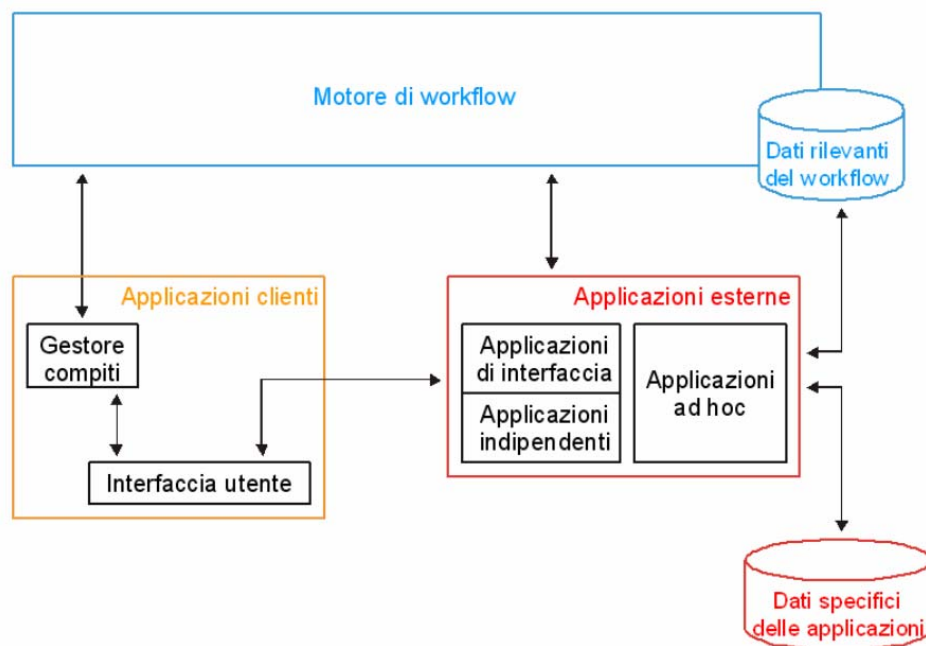 Motore di workflow
Dati rilevanti
del workflow
Applicazioni clienti
Gestore
compiti
Interfaccia utente
Applicazioni esterne
Applicazioni
di interfaccia
Applicazioni
indipendenti
Applicazioni
ad hoc
Dati specifici
delle applicazioni